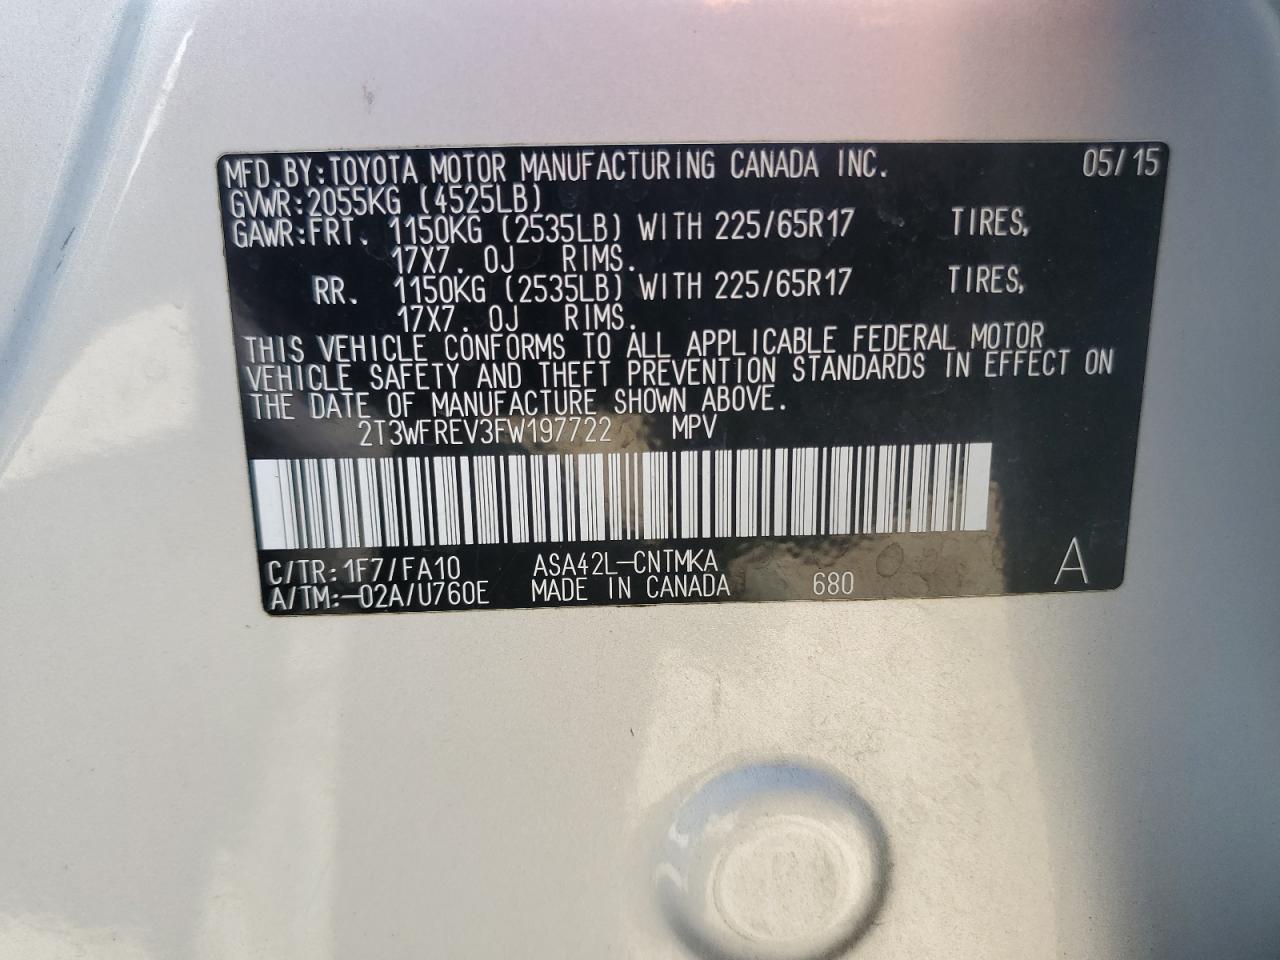 MFD.BY:TOYOTA MOTOR MANUFACTURING CANADA INC. 05/15
GVWR:2055KG (4525LB)
GAWR:FRT. 1150KG (2535LB) WITH 225/65R17 TIRES,
17X7. 0J RIMS.
RR. 1150KG (2535LB) WITH 225/65R17 TIRES,
17X7. 0J RIMS.
THIS VEHICLE CONFORMS TO ALL APPLICABLE FEDERAL MOTOR
VEHICLE SAFETY AND THEFT PREVENTION STANDARDS IN EFFECT ON
THE DATE OF MANUFACTURE SHOWN ABOVE.
2T3WFREV3FW197722 MPV
C/TR:1F7/FA10 ASA42L-CNTMKA A
A/TM:-02A/U760E MADE IN CANADA 680